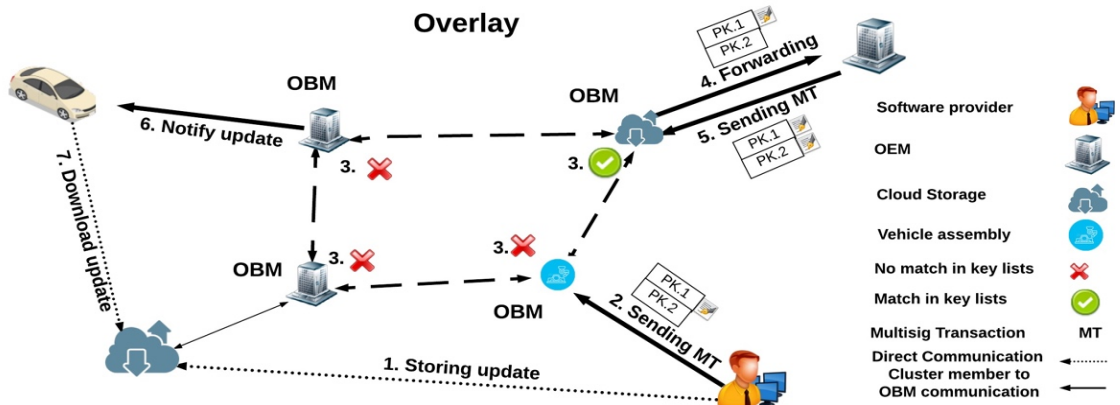 Overlay
PK.1
PK.2
4. Forwarding
OBM
OBM
5. Sending MT
PK.1
PK.2
6. Notify update
3.
3.
7. Download update
3.
3.
OBM
OBM
PK.1
PK.2
2. Sending MT
1. Storing update
Software provider
OEM
Cloud Storage
Vehicle assembly
No match in key lists
Match in key lists
Multisig Transaction MT
Direct Communication
Cluster member to
OBM communication